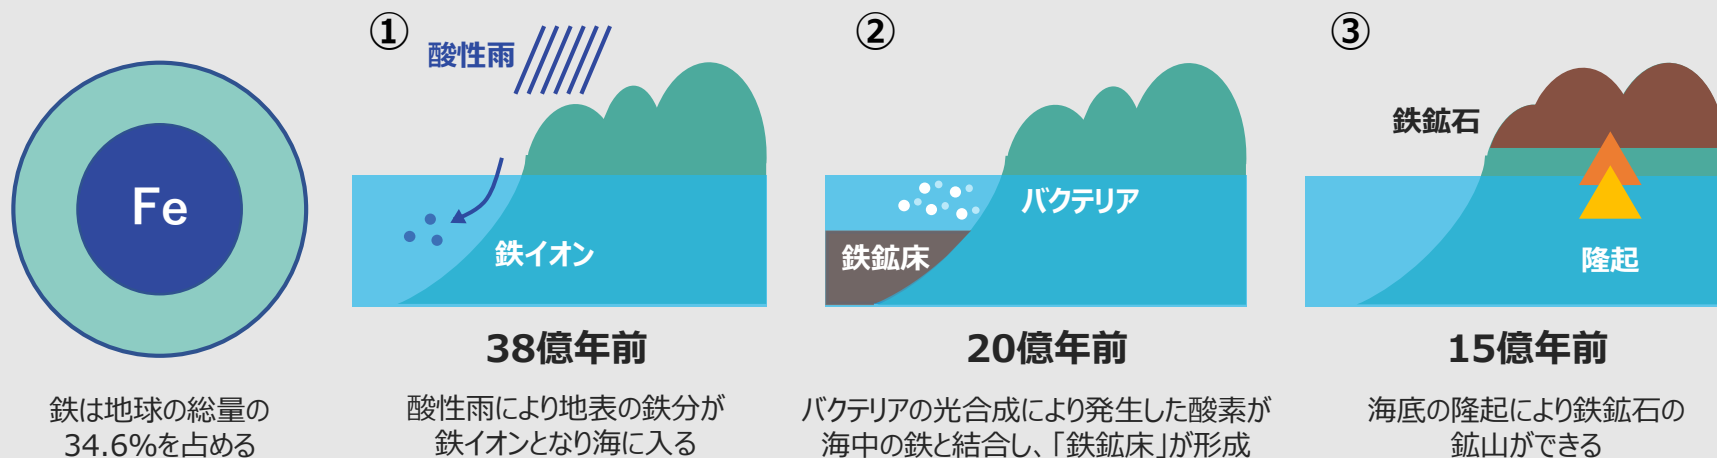 Fe
鉄は地球の総量の
34.6%を占める
①
酸性雨
鉄イオン
38億年前
酸性雨により地表の鉄分が
鉄イオンとなり海に入る
②
バクテリア
鉄鉱床
20億年前
バクテリアの光合成により発生した酸素が
海中の鉄と結合し、「鉄鉱床」が形成
③
鉄鉱石
隆起
15億年前
海底の隆起により鉄鉱石の
鉱山ができる